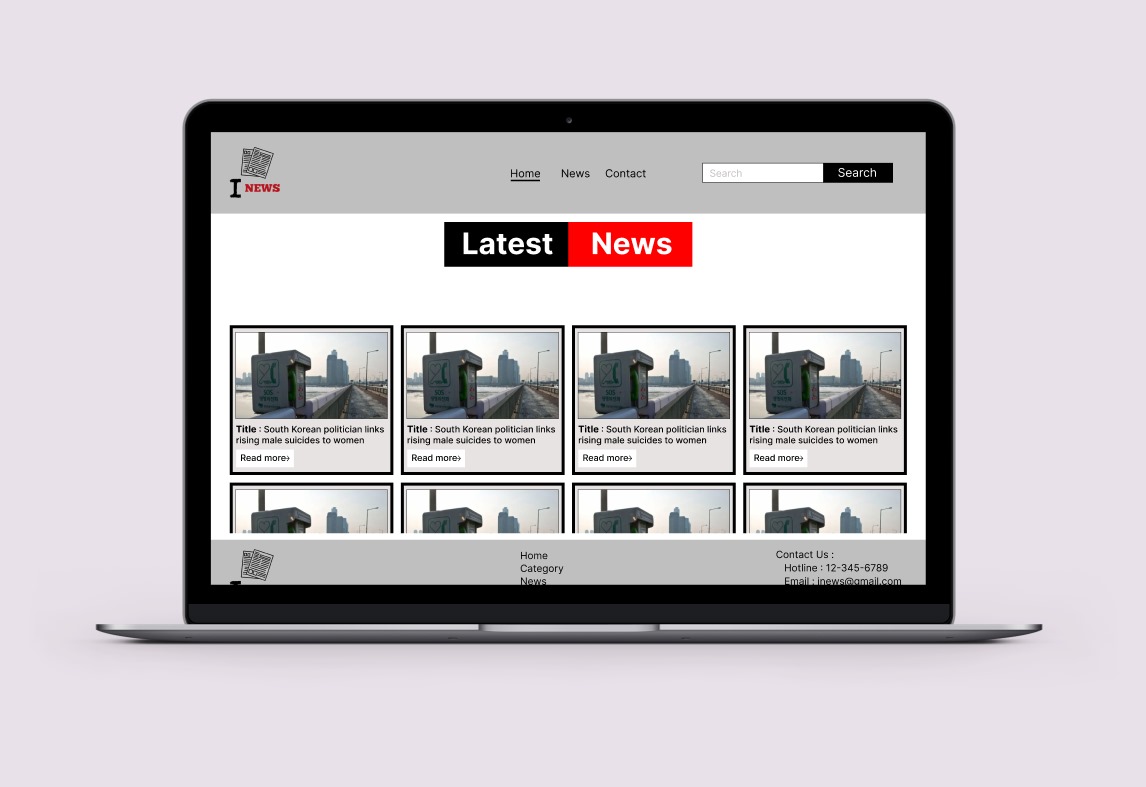 I NEWS
Home News Contact
Search Search
Latest News
Title : South Korean politician links
rising male suicides to women
Read more
Title : South Korean politician links
rising male suicides to women
Read more
Title : South Korean politician links
rising male suicides to women
Read more
Title : South Korean politician links
rising male suicides to women
Read more
Home
Category
News
Contact Us :
Hotline : 12-345-6789
Email : inews@gmail.com